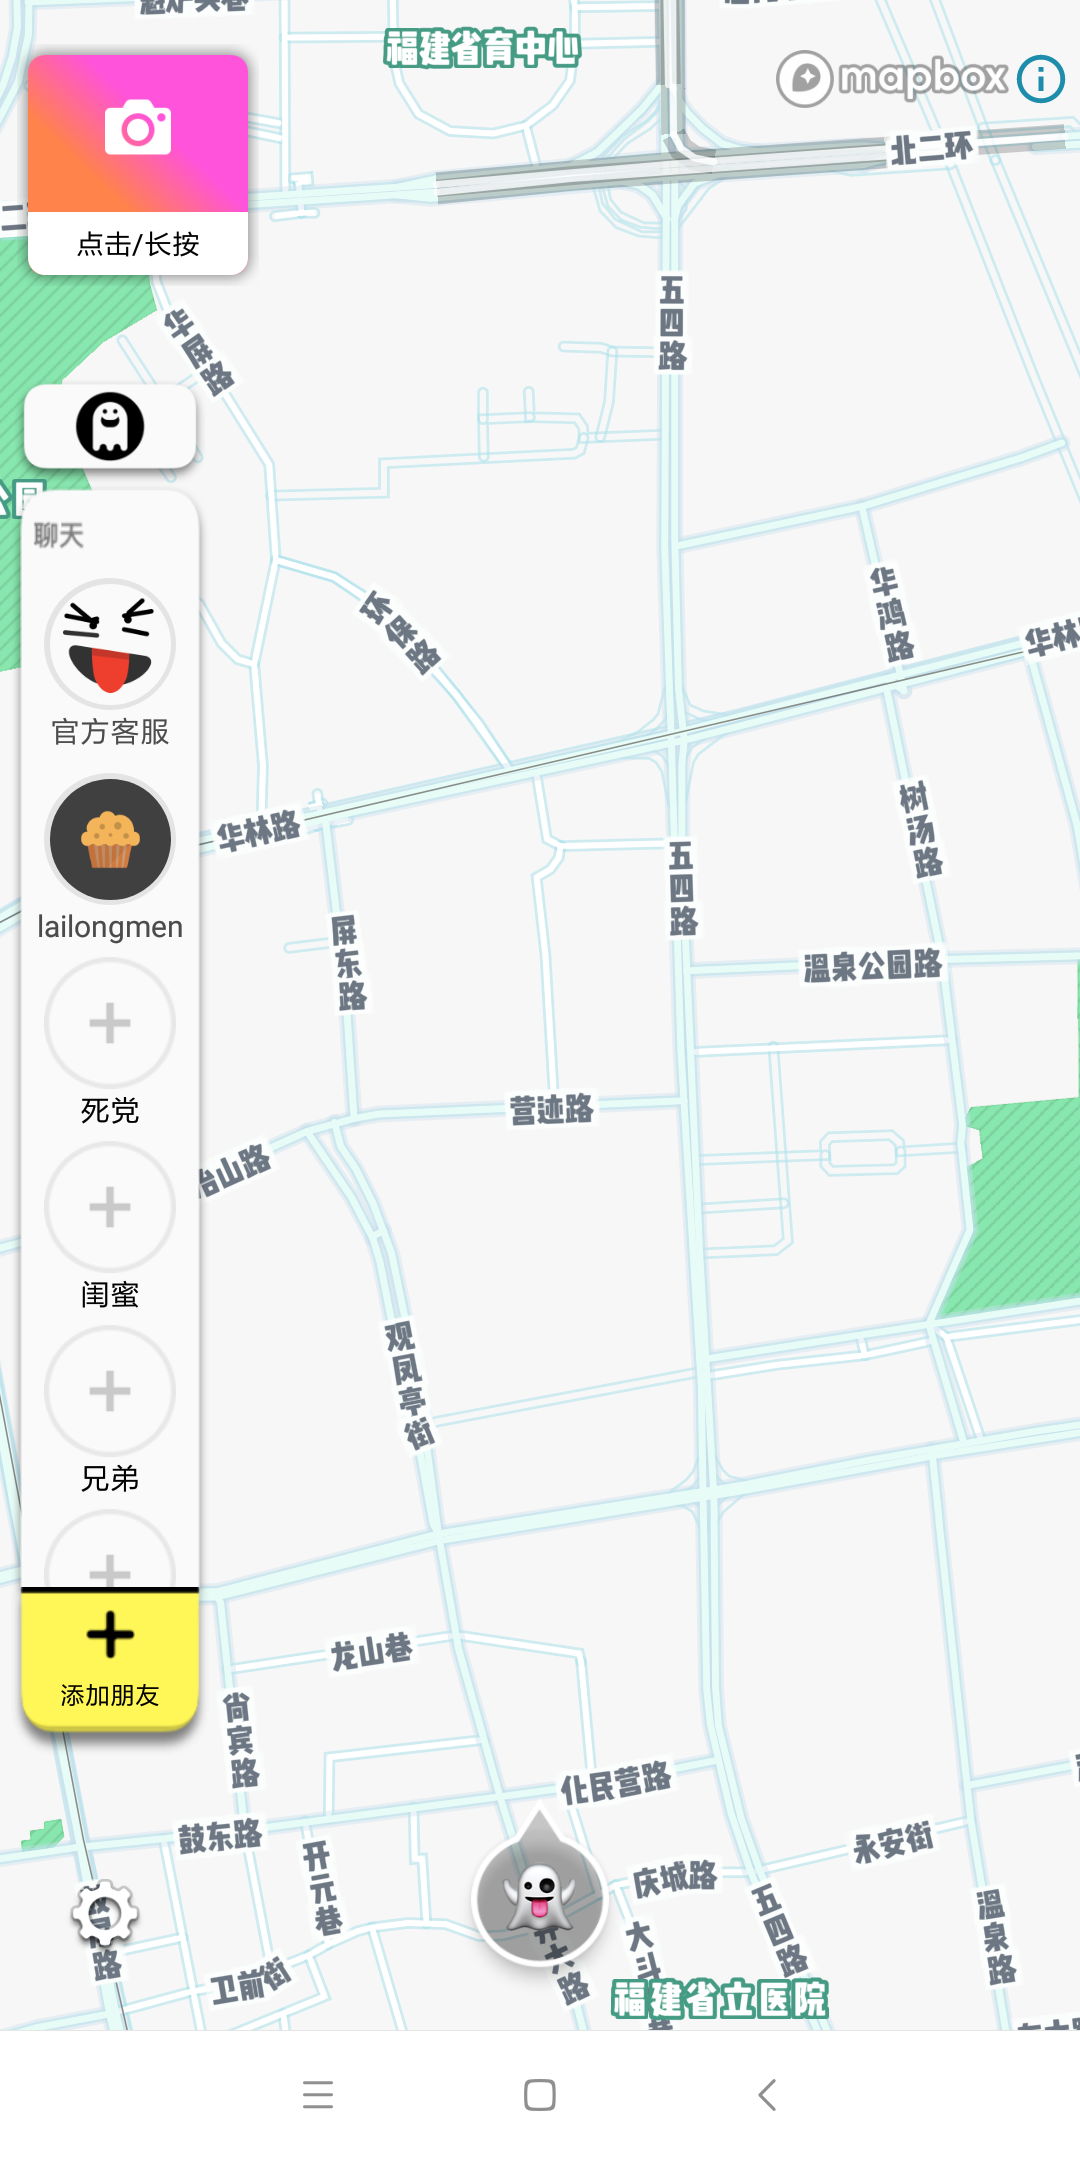 福建省育中心
mapbox
北二环
二
点击/长按
五四路
华屏路
聊天
华鸿路
环保路
华林
官方客服
树汤路
华林路
五四路
lailongmen
屏东路
温泉公园路
死党
营迹路
冶山路
闺蜜
观风亭街
兄弟
龙山巷
添加朋友
尚宾路
化民营路
鼓东路
永安街
开元巷
庆城路
五四路
温泉路
大斗
路
卫前街
路
福建省立医院